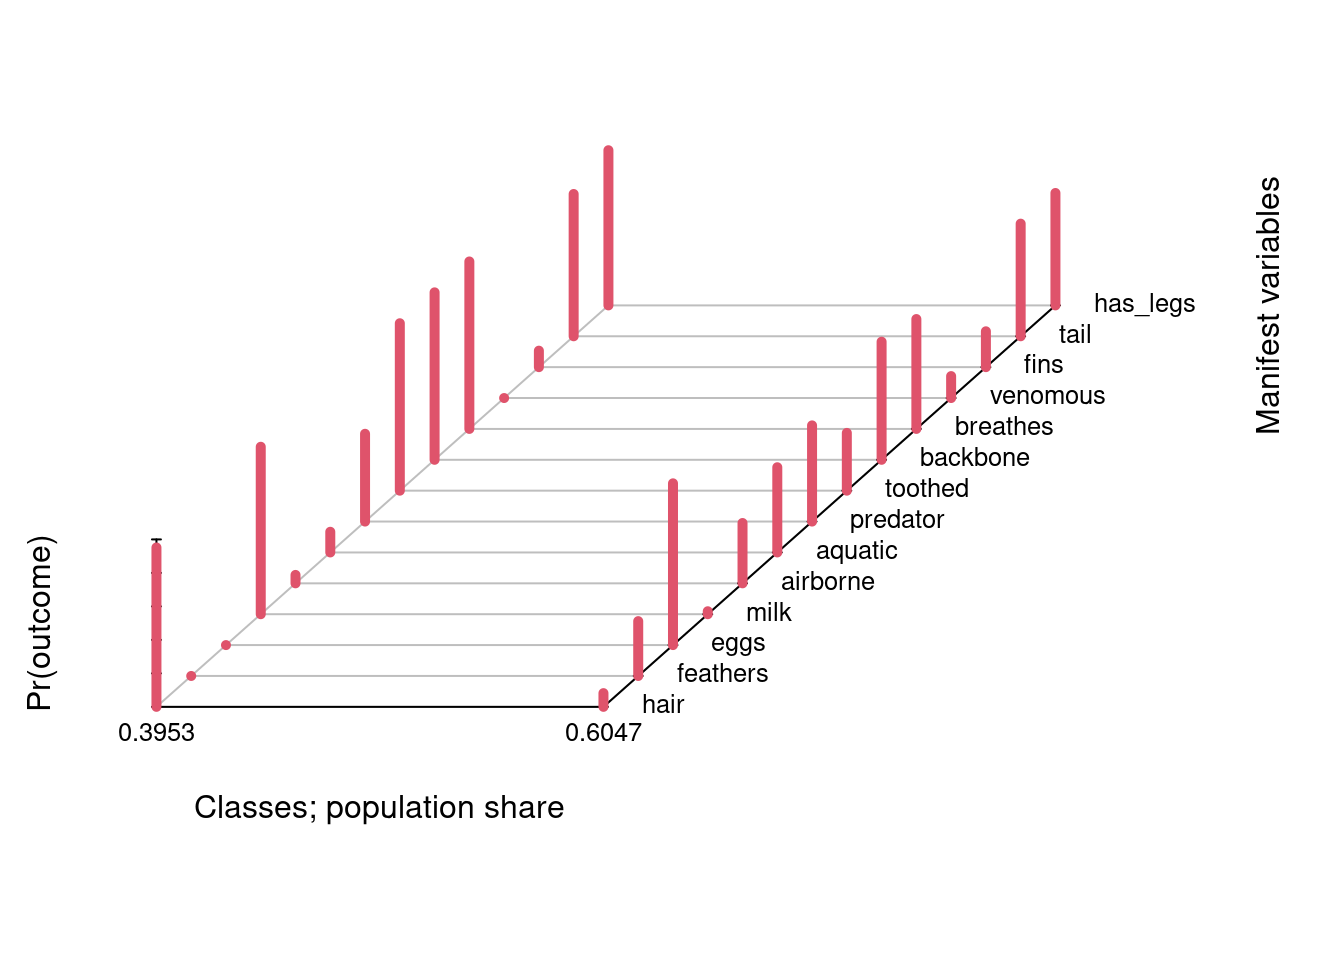 has_legs
tail
fins
venomous
breathes
backbone
toothed
predator
aquatic
airborne
milk
eggs
feathers
hair
Manifest variables
Pr(outcome)
0.3953 0.6047
Classes; population share